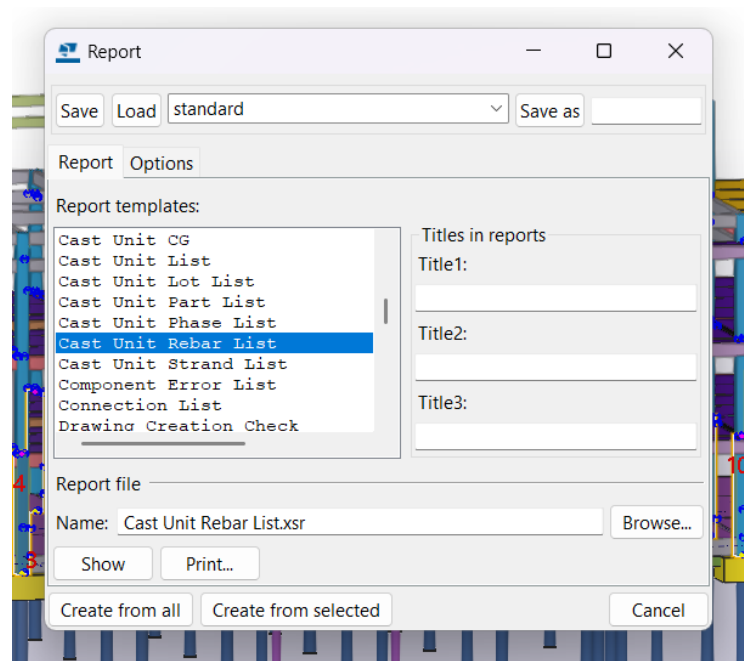 Report
Save Load standard Save as
Report Options
Report templates:
Cast Unit CG
Cast Unit List
Cast Unit Lot List
Cast Unit Part List
Cast Unit Phase List
Cast Unit Rebar List
Cast Unit Strand List
Component Error List
Connection List
Drawing Creation Check
Titles in reports
Title1:
Title2:
Title3:
Report file
Name: Cast Unit Rebar List.xsr Browse...
Show Print...
Create from all Create from selected Cancel
4
3
10